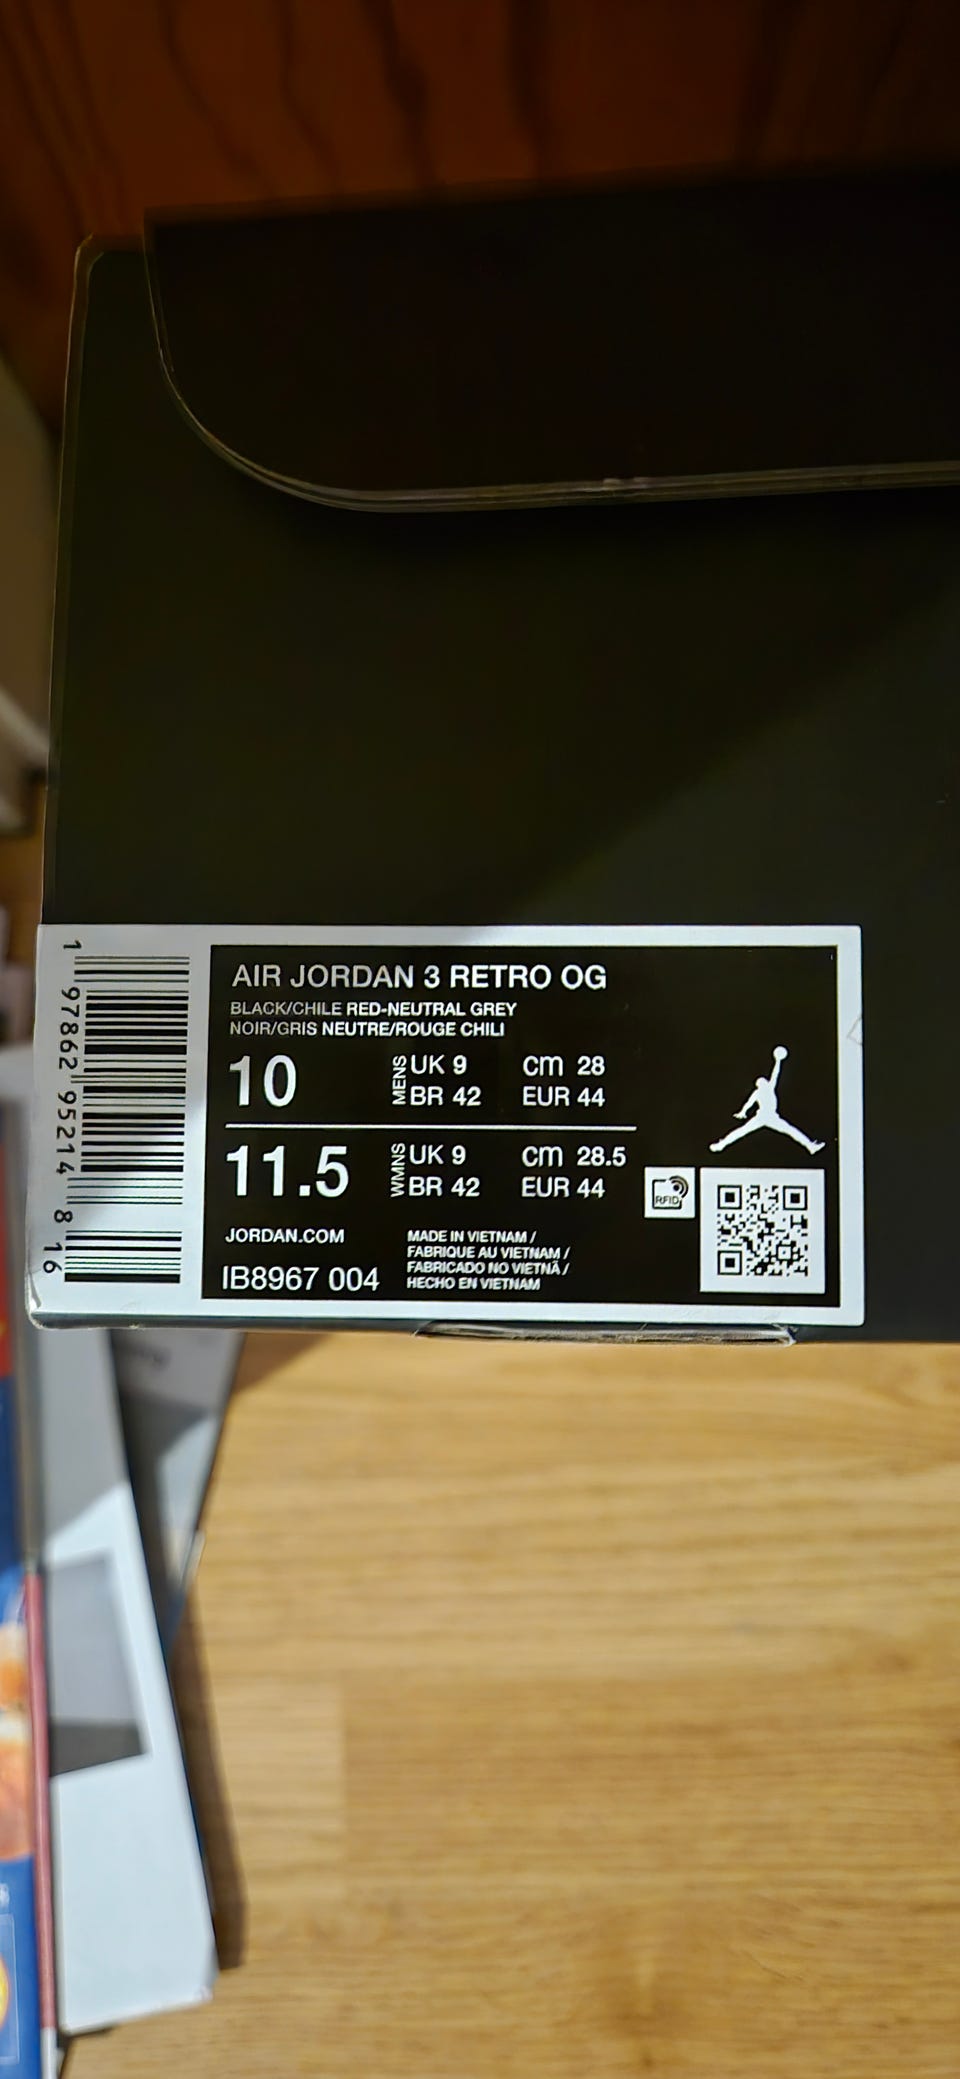 AIR JORDAN 3 RETRO OG
BLACK/CHILE RED-NEUTRAL GREY
NOIR/GRIS NEUTRE/ROUGE CHILI
10 MENS UK 9 cm 28
BR 42 EUR 44
11.5 WMNS UK 9 cm 28.5
BR 42 EUR 44
RFID
JORDAN.COM
IB8967 004
MADE IN VIETNAM /
FABRIQUE AU VIETNAM /
FABRICADO NO VIETNÃ /
HECHO EN VIETNAM
1 97862 95214 8 16